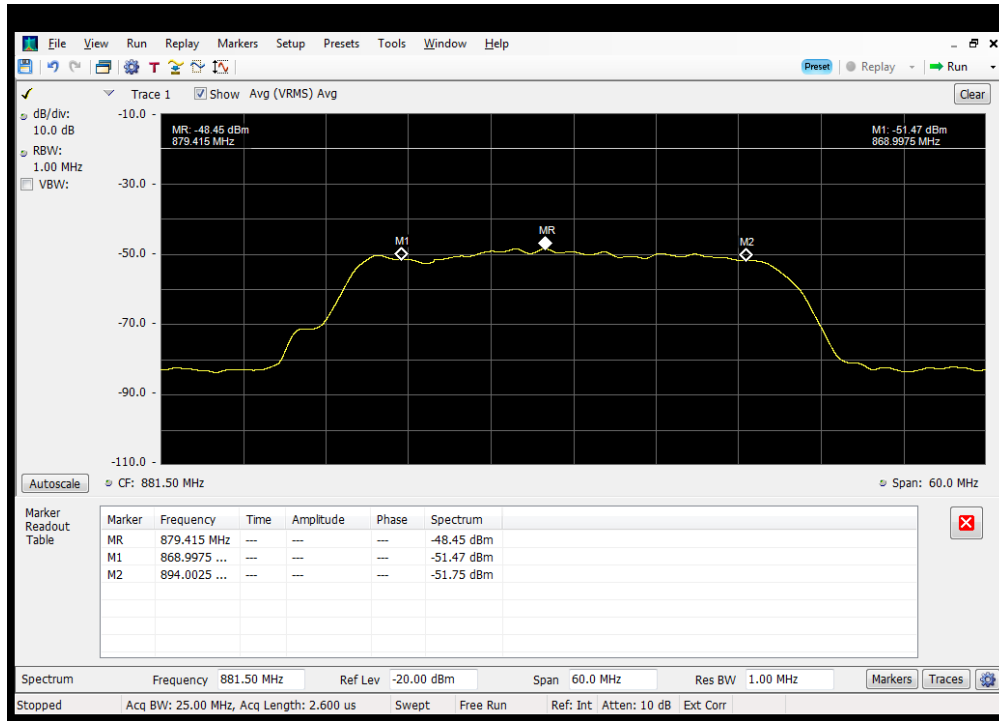 File View Run Replay Markers Setup Presets Tools Window Help
T Preset Replay Run
Trace 1 Show Avg (VRMS) Avg Clear
dB/div:
10.0 dB
RBW:
1.00 MHz
VBW:
-10.0
-30.0
-50.0
-70.0
-90.0
-110.0
MR: -48.45 dBm
879.415 MHz
M1: -51.47 dBm
868.9975 MHz
M1 MR M2
Autoscale CF: 881.50 MHz Span: 60.0 MHz
Marker
Readout
Table
Marker Frequency Time Amplitude Phase Spectrum
MR 879.415 MHz --- --- --- -48.45 dBm
M1 868.9975 ... --- --- --- -51.47 dBm
M2 894.0025 ... --- --- --- -51.75 dBm
Spectrum Frequency 881.50 MHz Ref Lev -20.00 dBm Span 60.0 MHz Res BW 1.00 MHz Markers Traces
Stopped Acq BW: 25.00 MHz, Acq Length: 2.600 us Swept Free Run Ref: Int Atten: 10 dB Ext Corr